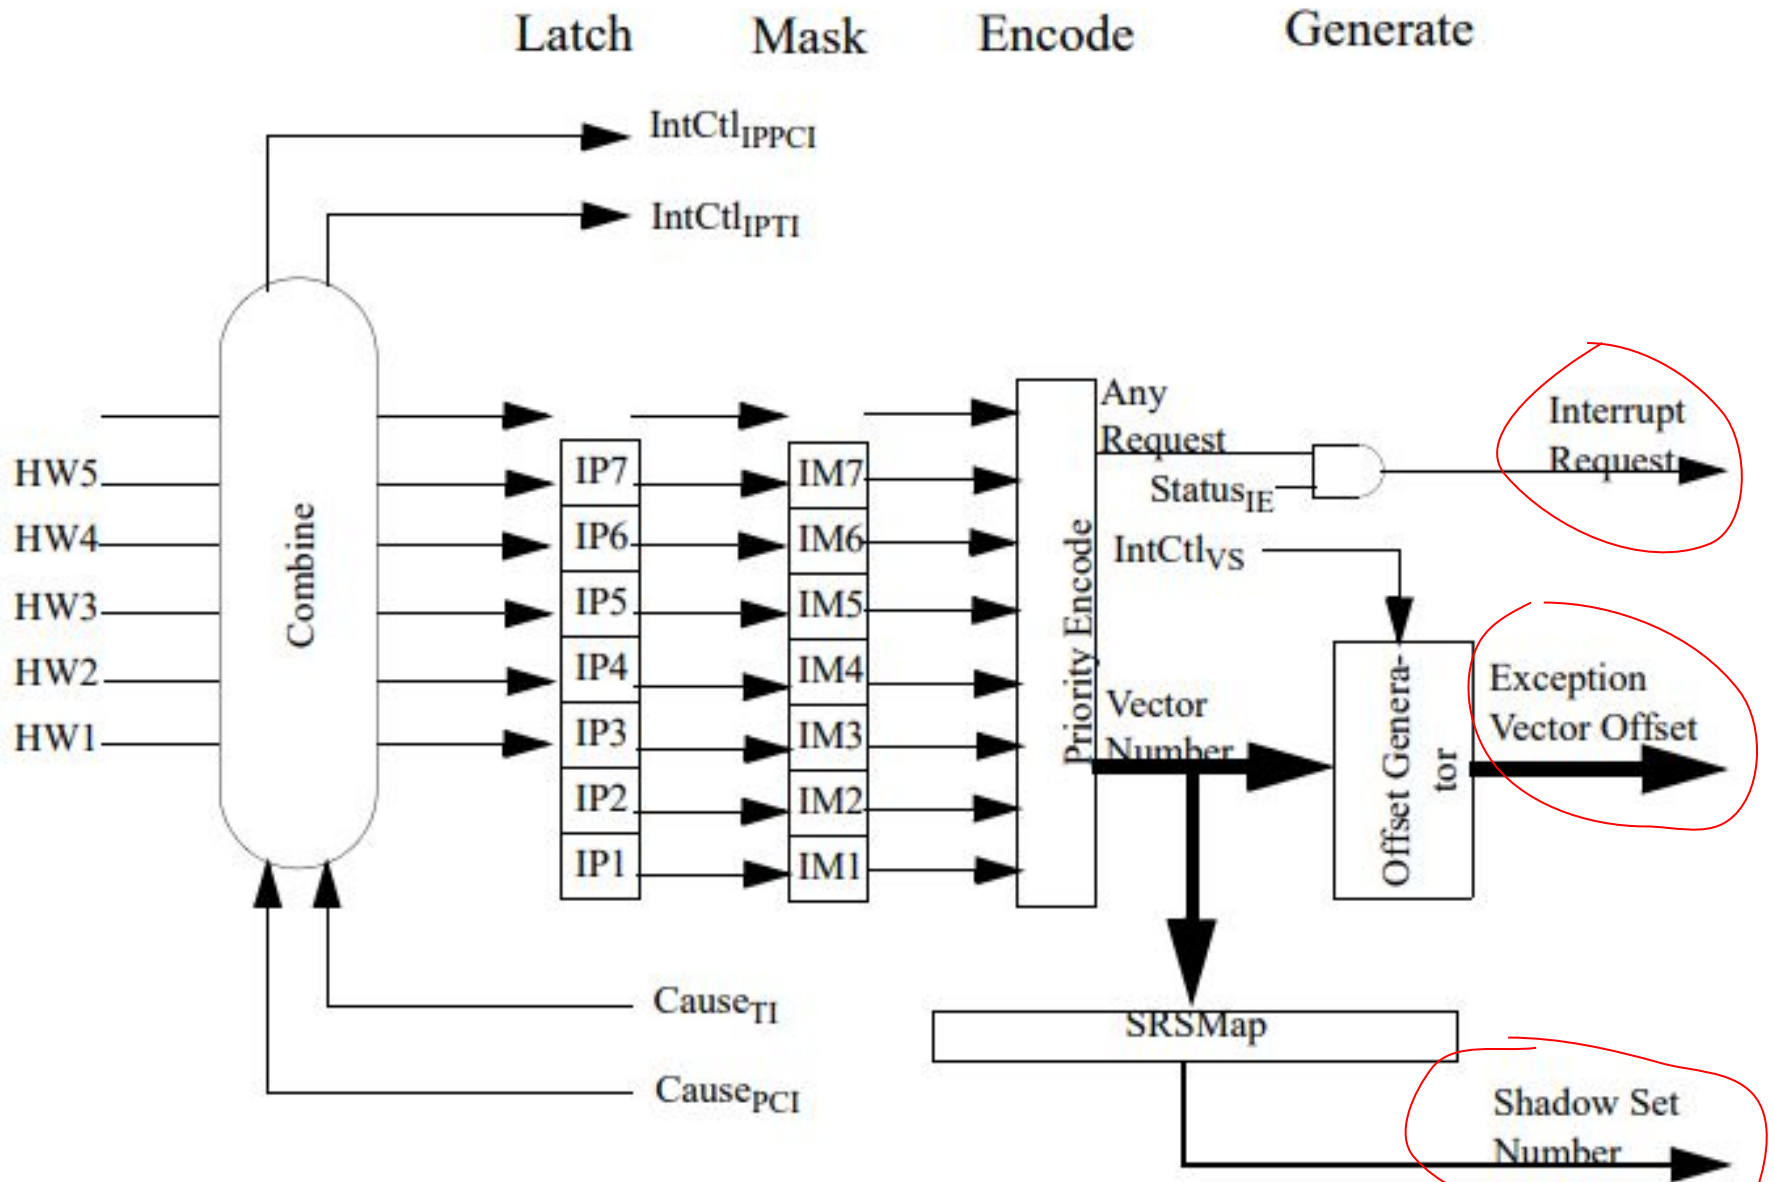 Latch Mask Encode Generate
IntCtlIPPCI
IntCtlIPTI
Combine
HW5
HW4
HW3
HW2
HW1
IP7
IP6
IP5
IP4
IP3
IP2
IP1
IM7
IM6
IM5
IM4
IM3
IM2
IM1
Priority Encode
Any
Request
StatusIE
IntCtlVS
Vector
Number
Offset Genera-
tor
Interrupt
Request
Exception
Vector Offset
CauseTI
CausePCI
SRSMap
Shadow Set
Number